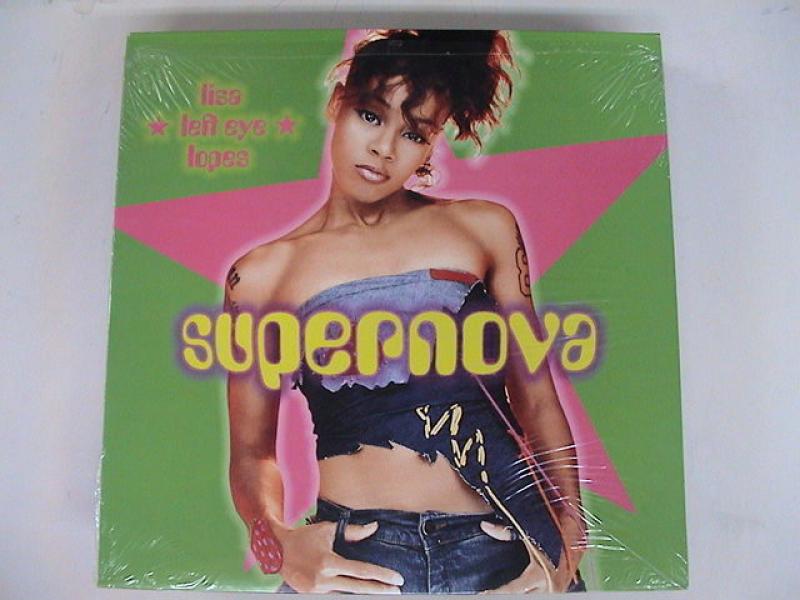 lisa
★ left eye ★
lopes
supernova